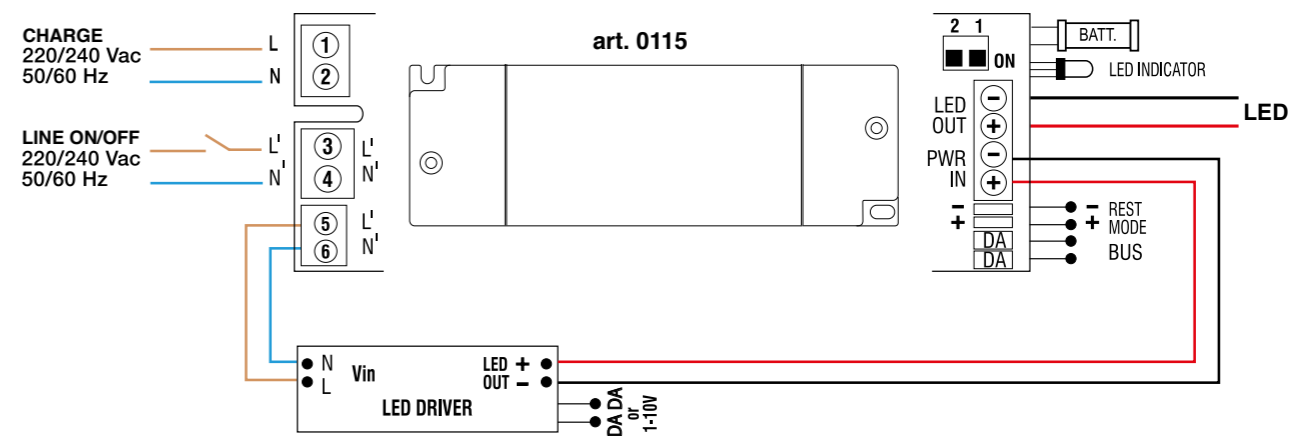 CHARGE
220/240 Vac
50/60 Hz
L
N
1
2
art. 0115
LINE ON/OFF
220/240 Vac
50/60 Hz
L'
N'
3
4
L'
N'
5
6
L'
N'
2 1
ON
BATT.
LED INDICATOR
LED
OUT
−
+
LED
PWR
IN
−
+
− − REST
+ + MODE
DA
DA
BUS
N
L
Vin
LED +
OUT −
LED DRIVER
DA DA
or
1-10V